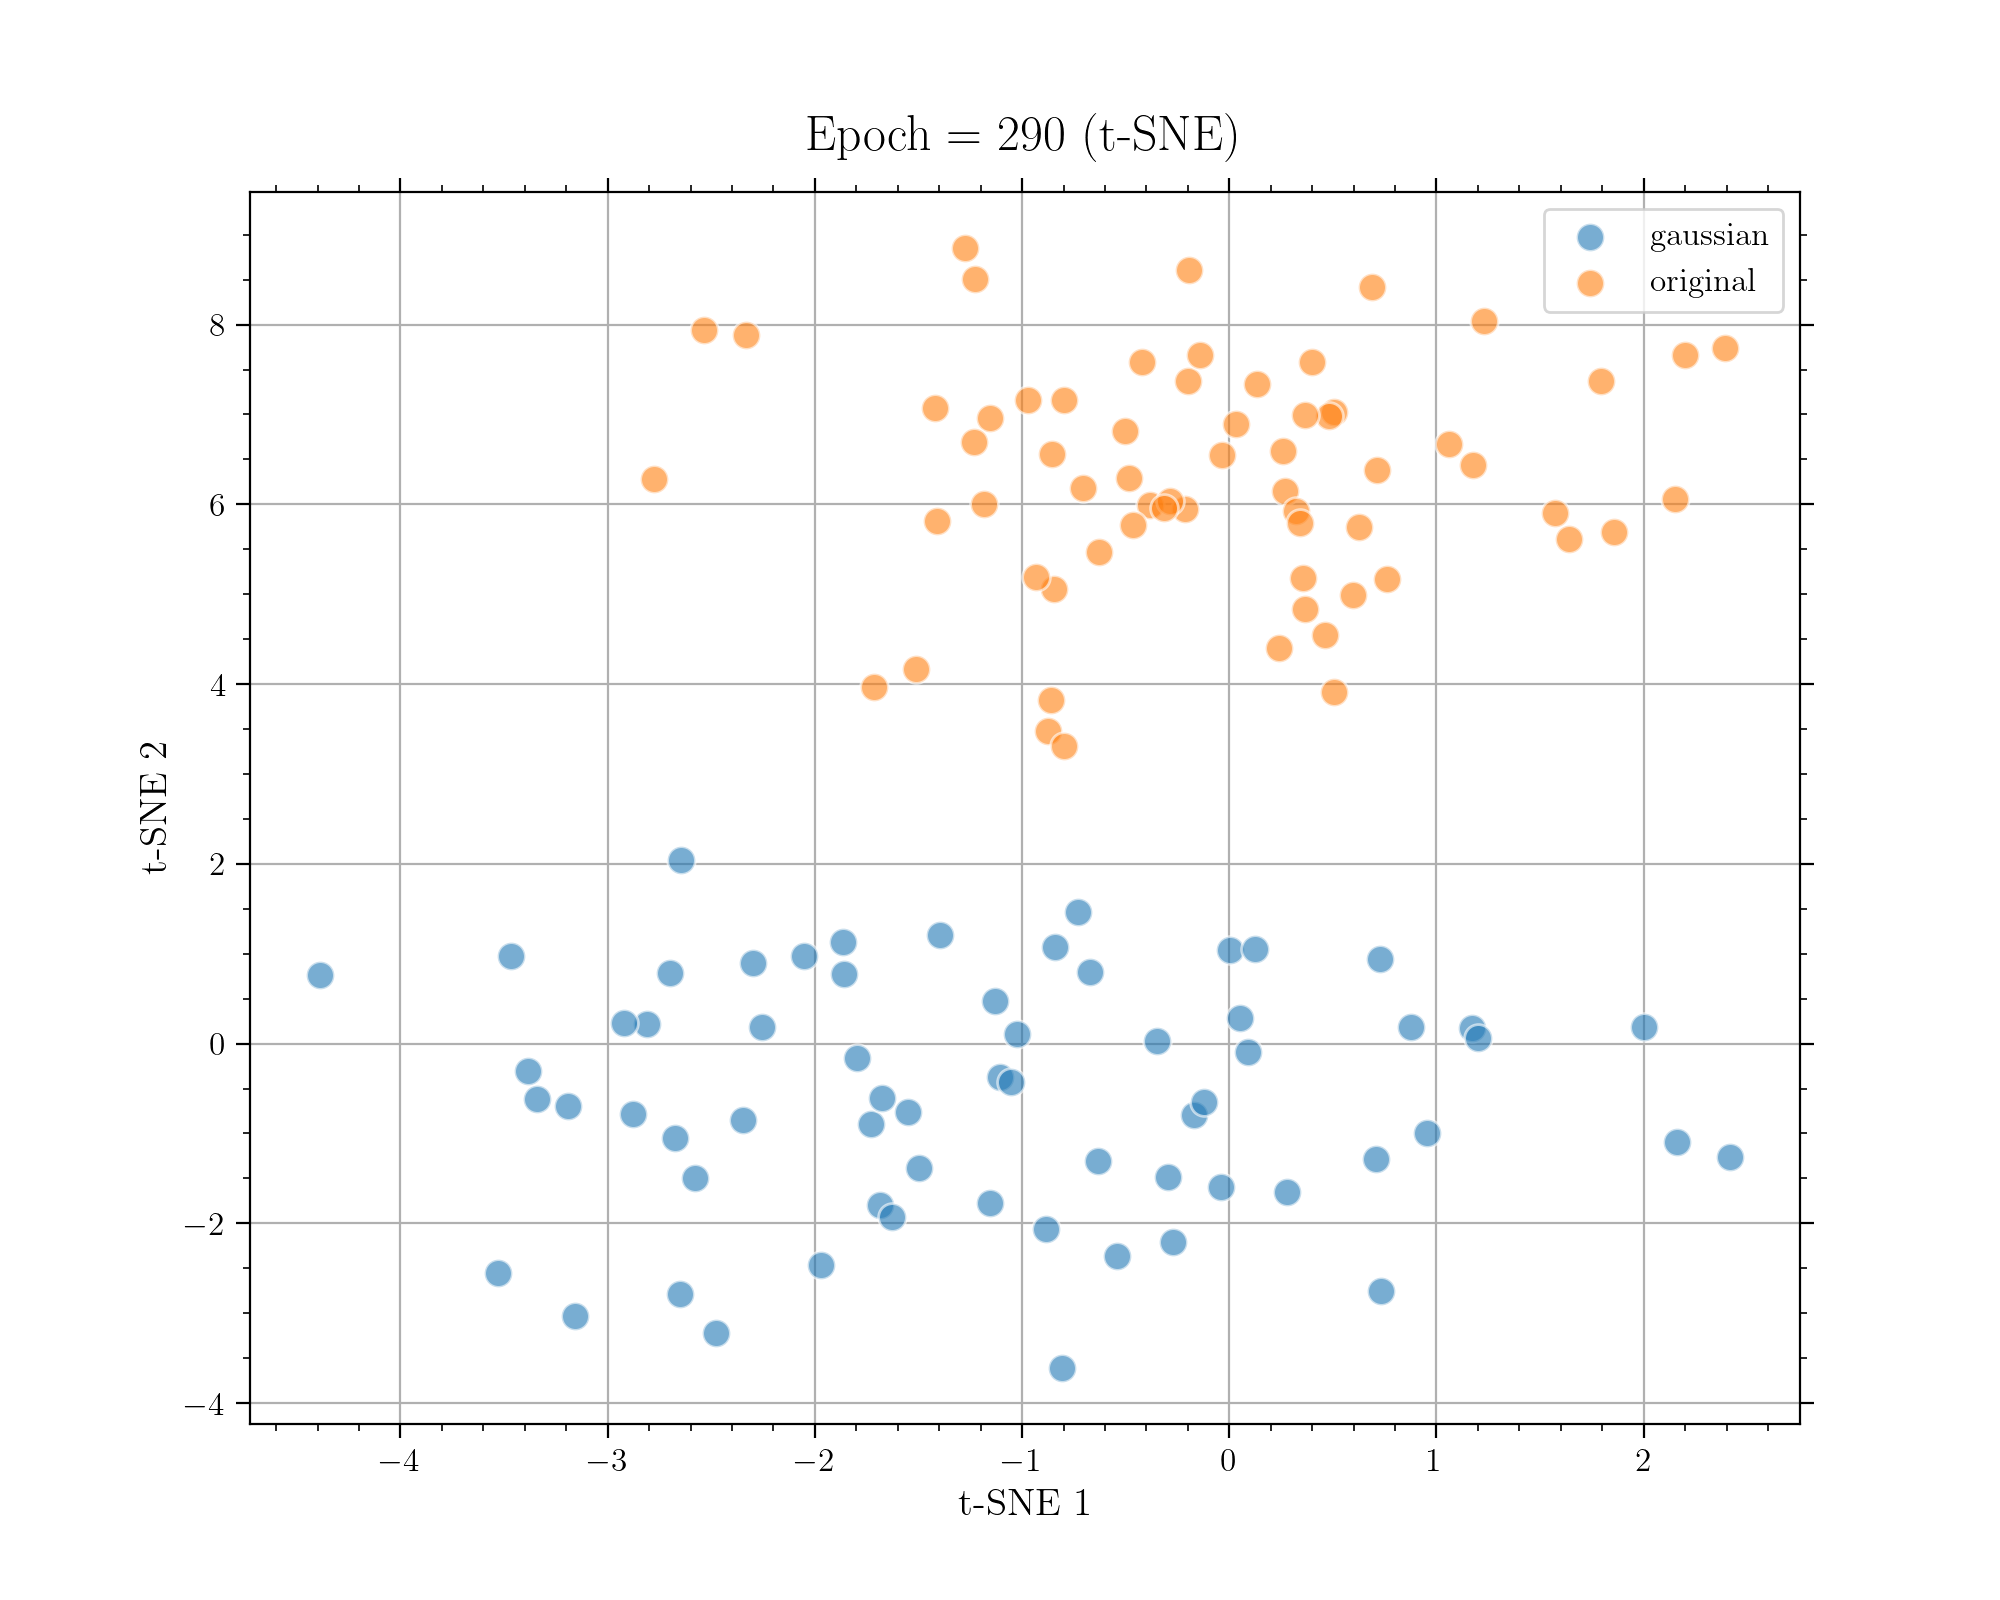 Epoch = 290 (t-SNE)
gaussian
original
8
6
4
2
0
−2
−4
t-SNE 2
−4 −3 −2 −1 0 1 2
t-SNE 1